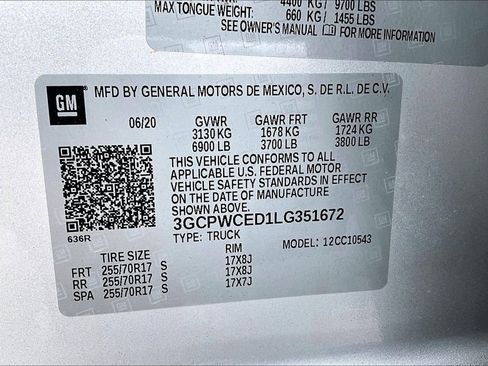 4400 KG/ 9700 LBS
MAX TONGUE WEIGHT: 660 KG/ 1455 LBS
SEE OWNER'S MANUAL FOR MORE INFORMATION
GM
MFD BY GENERAL MOTORS DE MEXICO, S. DE R.L. DE C.V.
06/20 GVWR GAWR FRT GAWR RR
3130 KG 1678 KG 1724 KG
6900 LB 3700 LB 3800 LB
THIS VEHICLE CONFORMS TO ALL
APPLICABLE U.S. FEDERAL MOTOR
VEHICLE SAFETY STANDARDS IN
EFFECT ON THE DATE OF
MANUFACTURE SHOWN ABOVE.
3GCPWCED1LG351672
636R
TYPE: TRUCK MODEL: 12CC10543
TIRE SIZE RIM
FRT 255/70R17 S 17X8J
RR 255/70R17 S 17X8J
SPA 255/70R17 S 17X7J